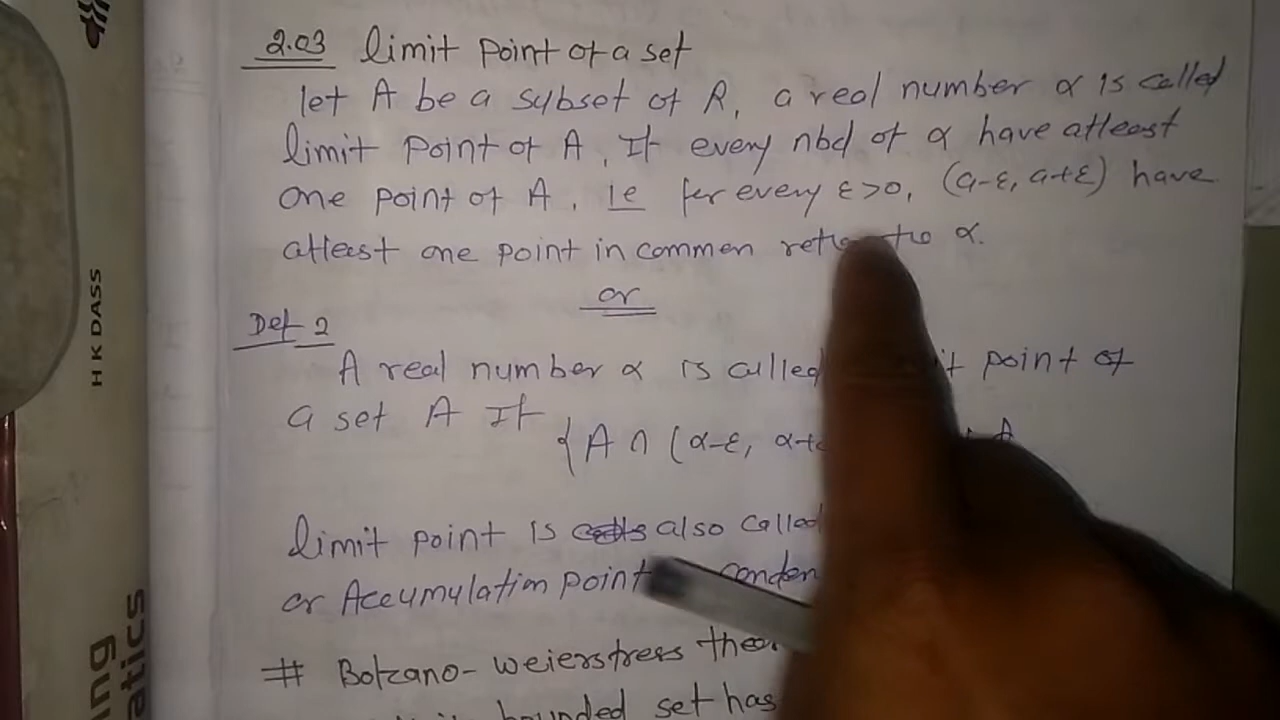 2.03 limit point of a set
let A be a subset of R, a real number α is called
limit point of A, If every nbd of α have atleast
one point of A, ie for every ε>0, (a-ε, a+ε) have
atleast one point in common α.
or
Def 2
A real number α is called point of
a set A If {A ∩ (α-ε, α+
limit point is also called
or Accumulation point
# Bolzano-weierstress
bounded set has
H K DASS